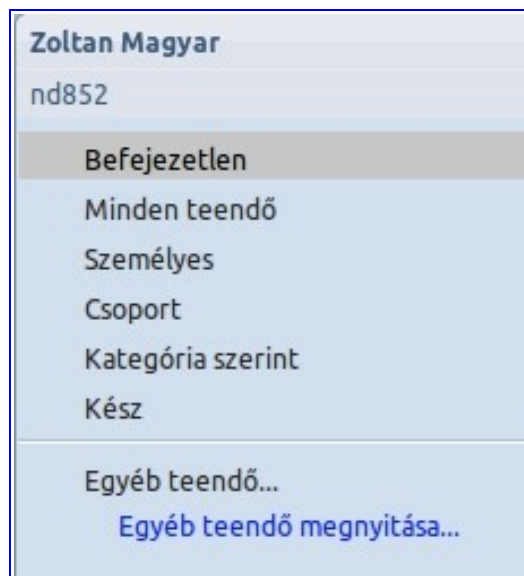 Zoltan Magyar
nd852
Befejezetlen
Minden teendő
Személyes
Csoport
Kategória szerint
Kész
Egyéb teendő...
Egyéb teendő megnyitása...